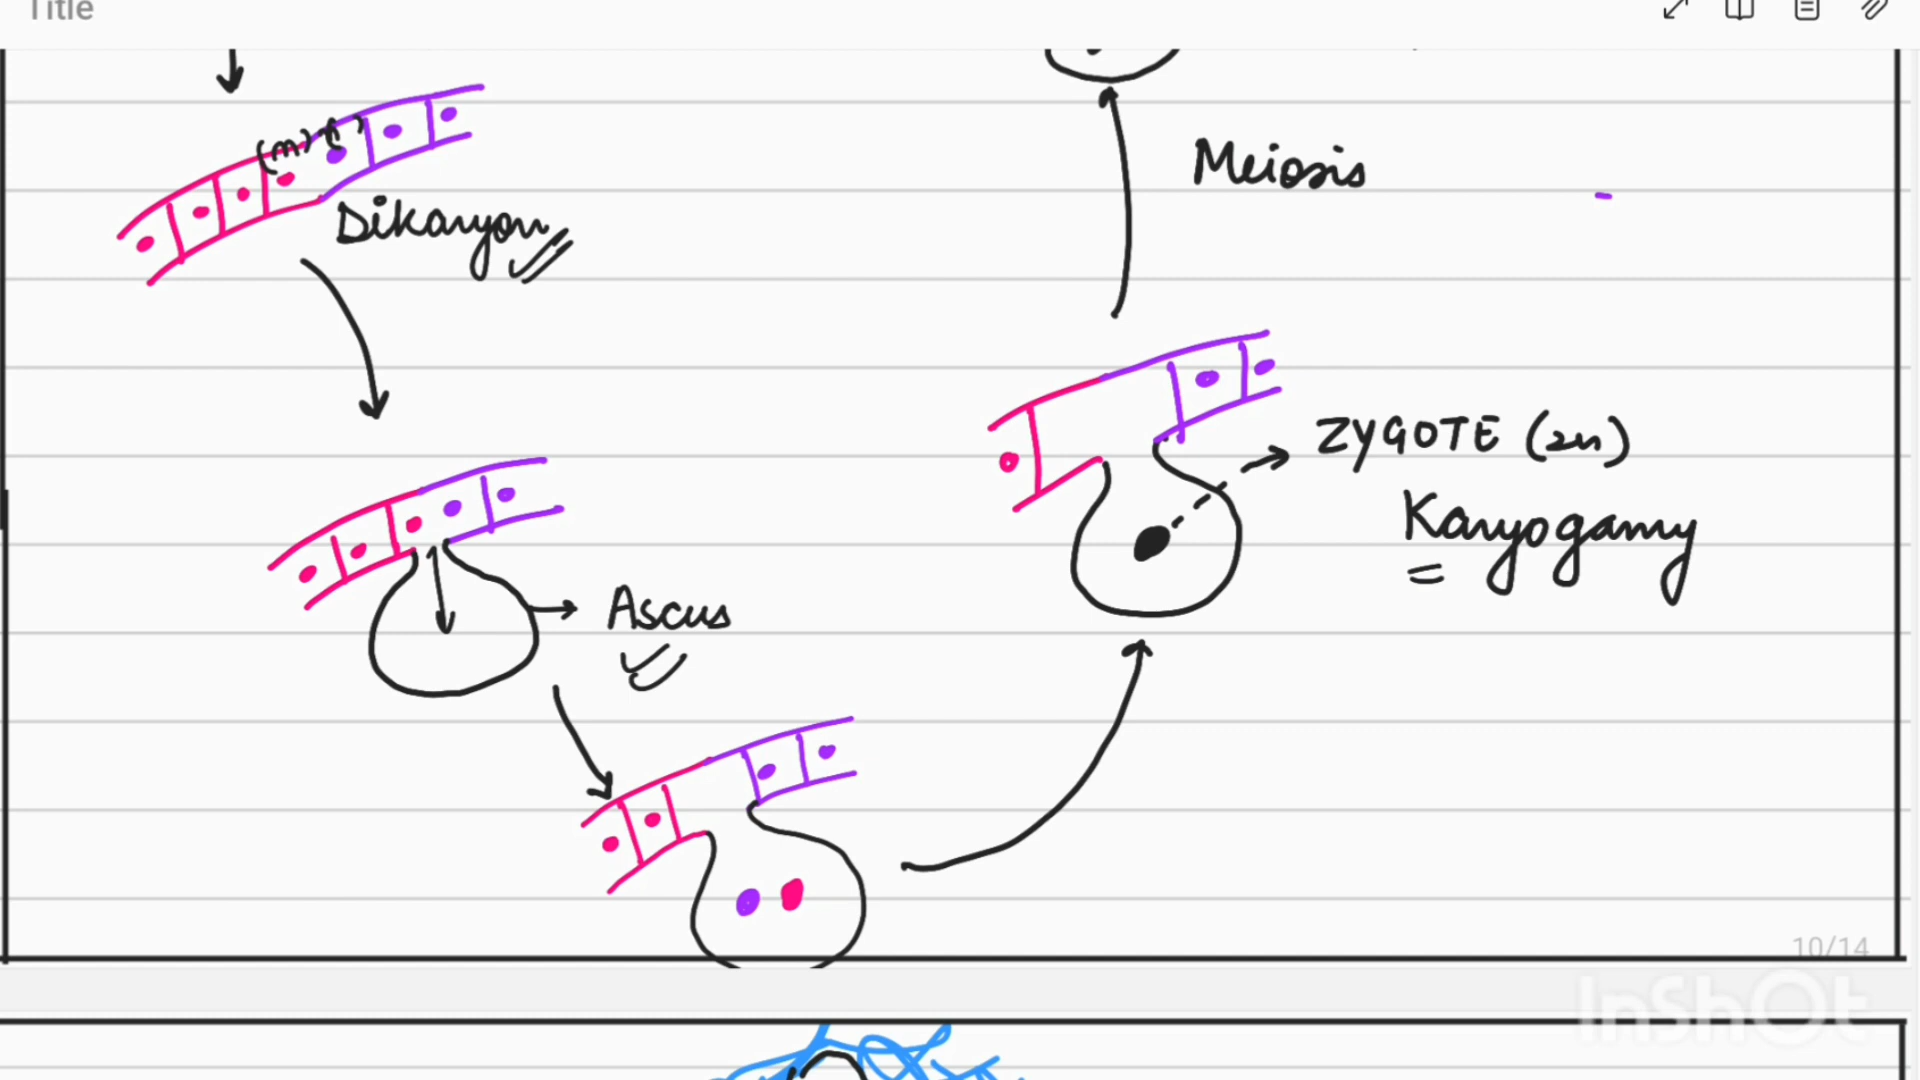 Title
(m) f
Dikaryon
Meiosis
ZYGOTE (2n)
Karyogamy
Ascus
10/14
InShOt